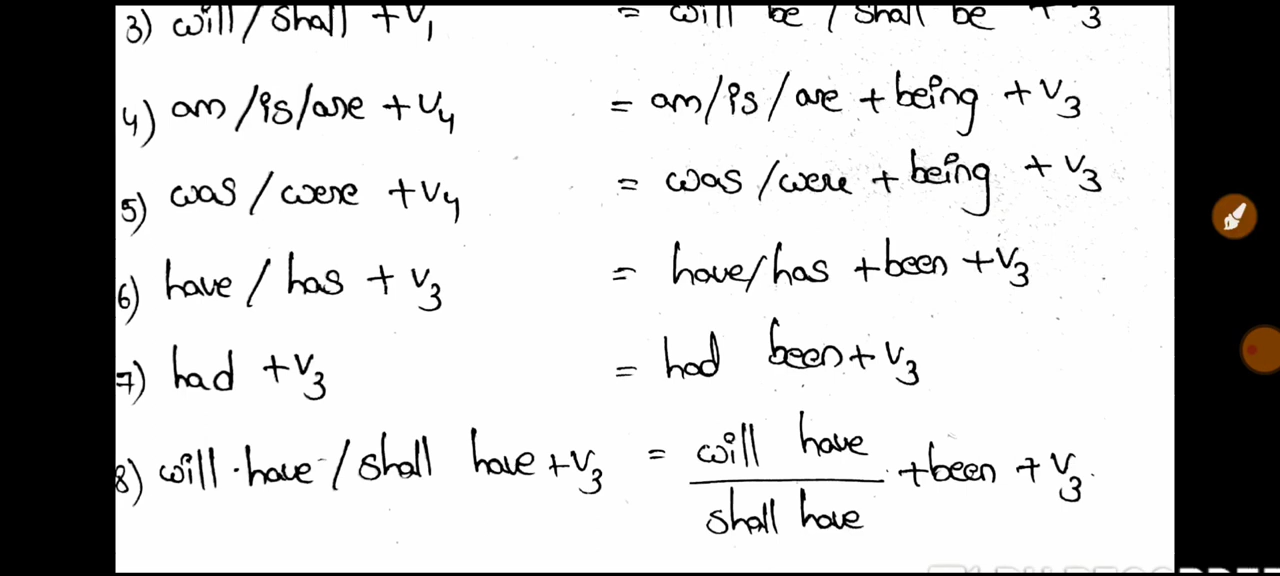 3) will / shall + V1 = will be / shall be + V3
4) am / is / are + V4 = am / is / are + being + V3
5) was / were + V4 = was / were + being + V3
6) have / has + V3 = have / has + been + V3
7) had + V3 = had been + V3
8) will have / shall have + V3 = will have / shall have + been + V3.